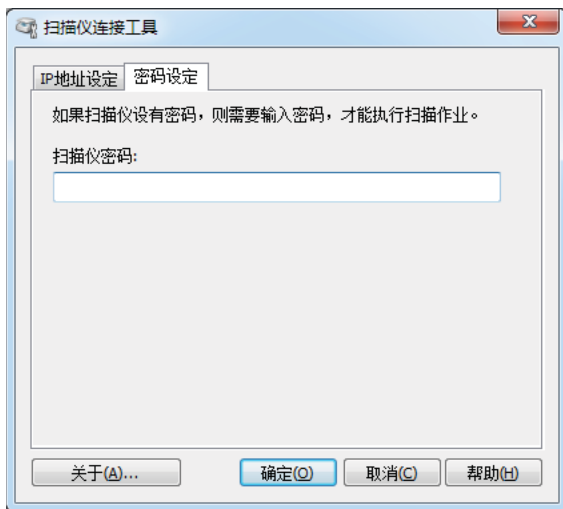 扫描仪连接工具
IP地址设定 密码设定
如果扫描仪设有密码，则需要输入密码，才能执行扫描作业。
扫描仪密码:
关于(A)... 确定(O) 取消(C) 帮助(H)